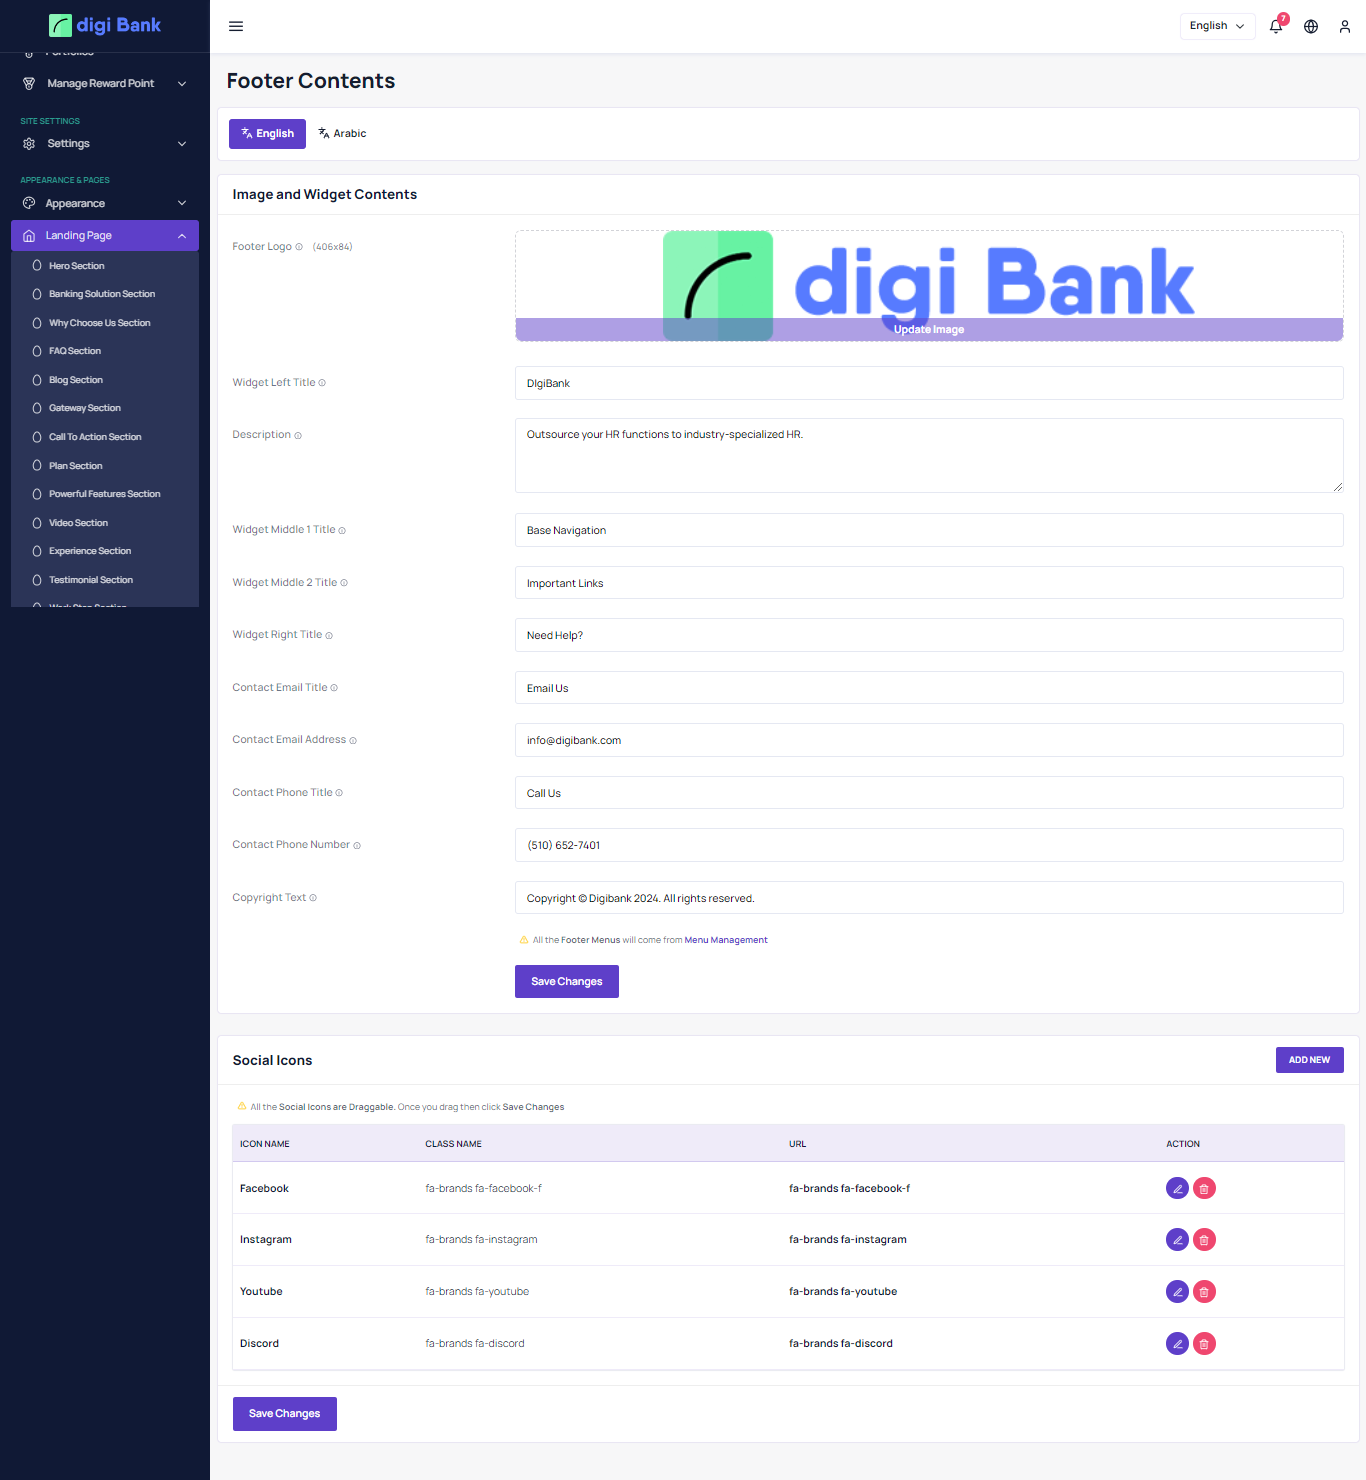 digi Bank
English
7
Portfolios
Manage Reward Point
SITE SETTINGS
Settings
APPEARANCE & PAGES
Appearance
Landing Page
Hero Section
Banking Solution Section
Why Choose Us Section
FAQ Section
Blog Section
Gateway Section
Call To Action Section
Plan Section
Powerful Features Section
Video Section
Experience Section
Testimonial Section
Work Step Section
Footer Contents
English
Arabic
Image and Widget Contents
Footer Logo (406x84)
digi Bank
Update Image
Widget Left Title
DIgiBank
Description
Outsource your HR functions to industry-specialized HR.
Widget Middle 1 Title
Base Navigation
Widget Middle 2 Title
Important Links
Widget Right Title
Need Help?
Contact Email Title
Email Us
Contact Email Address
info@digibank.com
Contact Phone Title
Call Us
Contact Phone Number
(510) 652-7401
Copyright Text
Copyright © Digibank 2024. All rights reserved.
All the Footer Menus will come from Menu Management
Save Changes
Social Icons
ADD NEW
All the Social Icons are Draggable. Once you drag then click Save Changes
ICON NAME CLASS NAME URL ACTION
Facebook fa-brands fa-facebook-f fa-brands fa-facebook-f
Instagram fa-brands fa-instagram fa-brands fa-instagram
Youtube fa-brands fa-youtube fa-brands fa-youtube
Discord fa-brands fa-discord fa-brands fa-discord
Save Changes